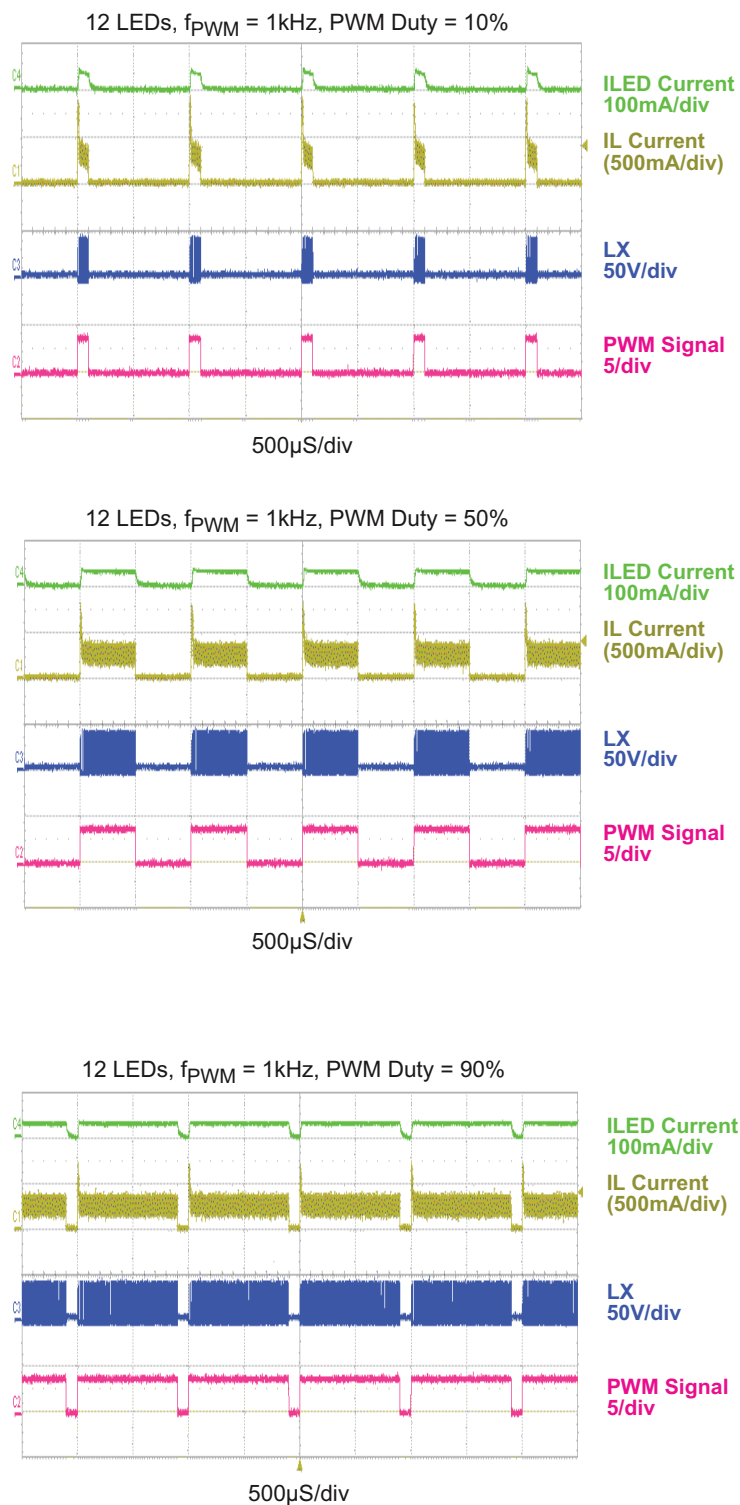 12 LEDs, fPWM = 1kHz, PWM Duty = 10%
C4
ILED Current
100mA/div
IL Current
(500mA/div)
C1
C3
LX
50V/div
PWM Signal
5/div
C2
500µS/div
12 LEDs, fPWM = 1kHz, PWM Duty = 50%
C4
ILED Current
100mA/div
IL Current
(500mA/div)
C1
C3
LX
50V/div
PWM Signal
5/div
C2
500µS/div
12 LEDs, fPWM = 1kHz, PWM Duty = 90%
C4
ILED Current
100mA/div
IL Current
(500mA/div)
C1
C3
LX
50V/div
PWM Signal
5/div
C2
500µS/div